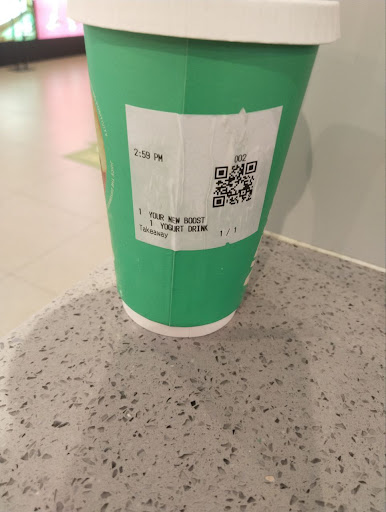 2:59 PM
002
1 YOUR NEW BOOST
1 YOGURT DRINK
Takeaway
1 / 1